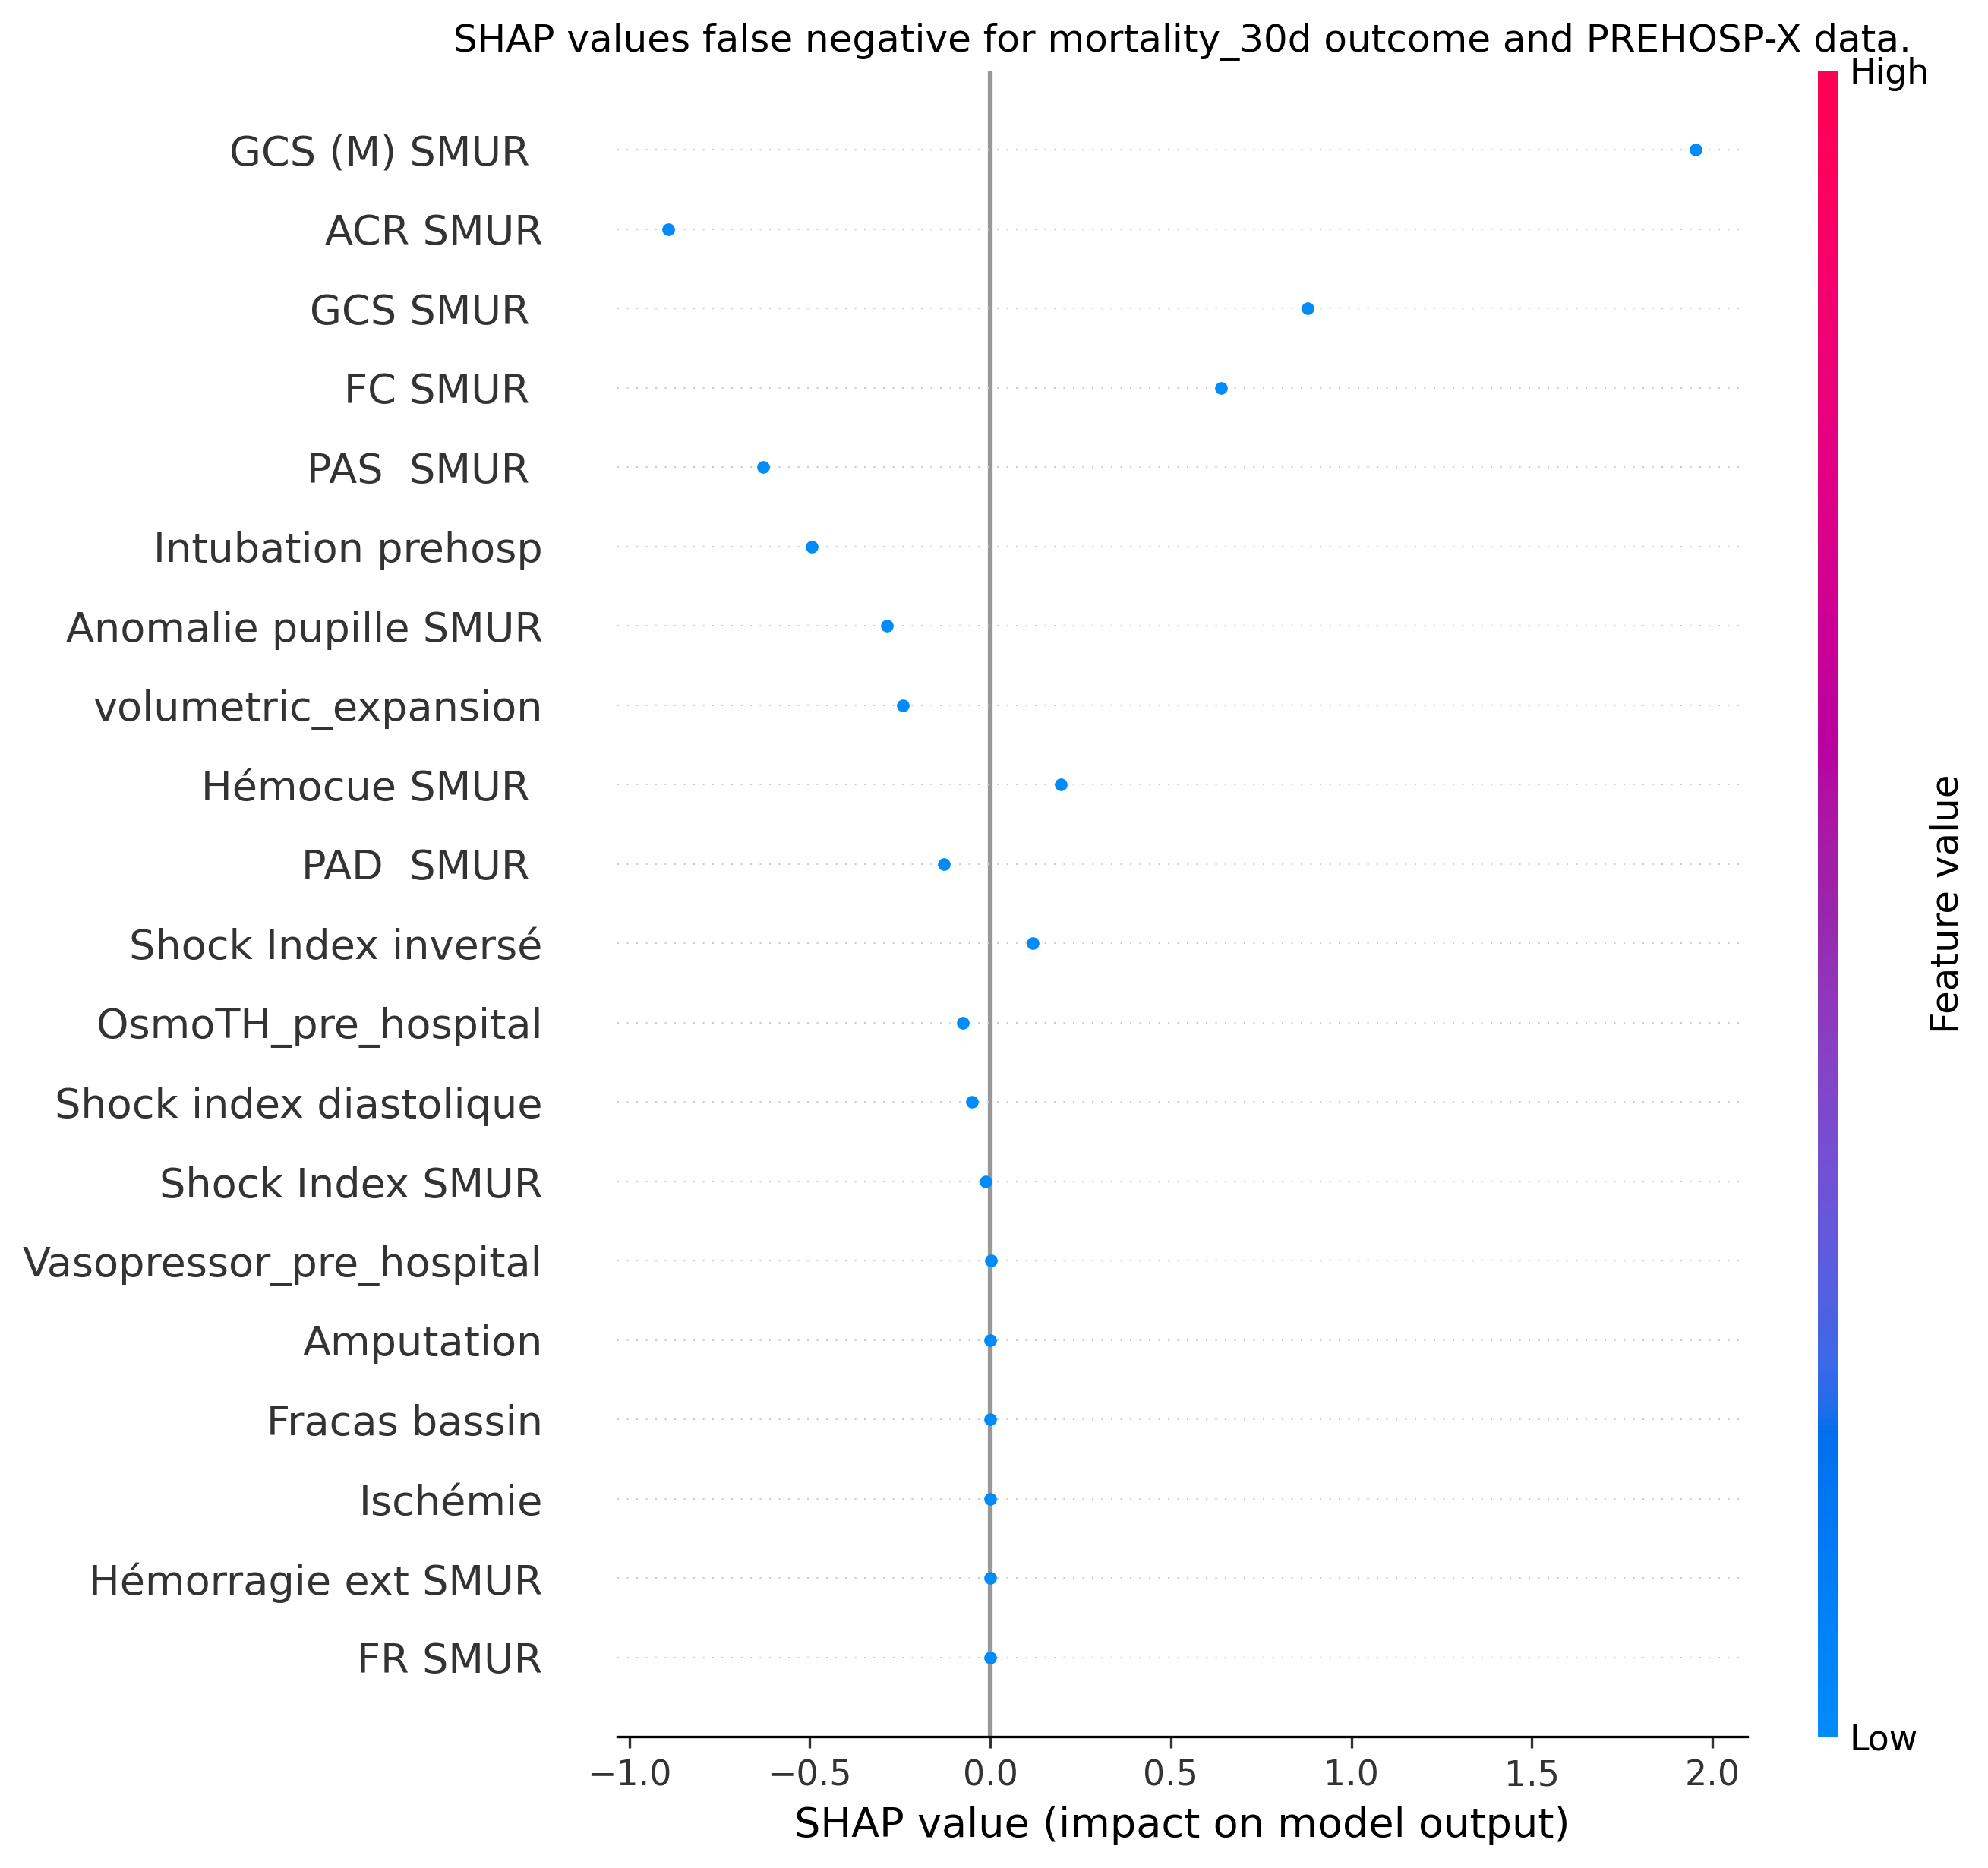 SHAP values false negative for mortality_30d outcome and PREHOSP-X data.
High
GCS (M) SMUR
ACR SMUR
GCS SMUR
FC SMUR
PAS  SMUR
Intubation prehosp
Anomalie pupille SMUR
volumetric_expansion
Hémocue SMUR
PAD  SMUR
Shock Index inversé
OsmoTH_pre_hospital
Shock index diastolique
Shock Index SMUR
Vasopressor_pre_hospital
Amputation
Fracas bassin
Ischémie
Hémorragie ext SMUR
FR SMUR
Feature value
Low
−1.0 −0.5 0.0 0.5 1.0 1.5 2.0
SHAP value (impact on model output)